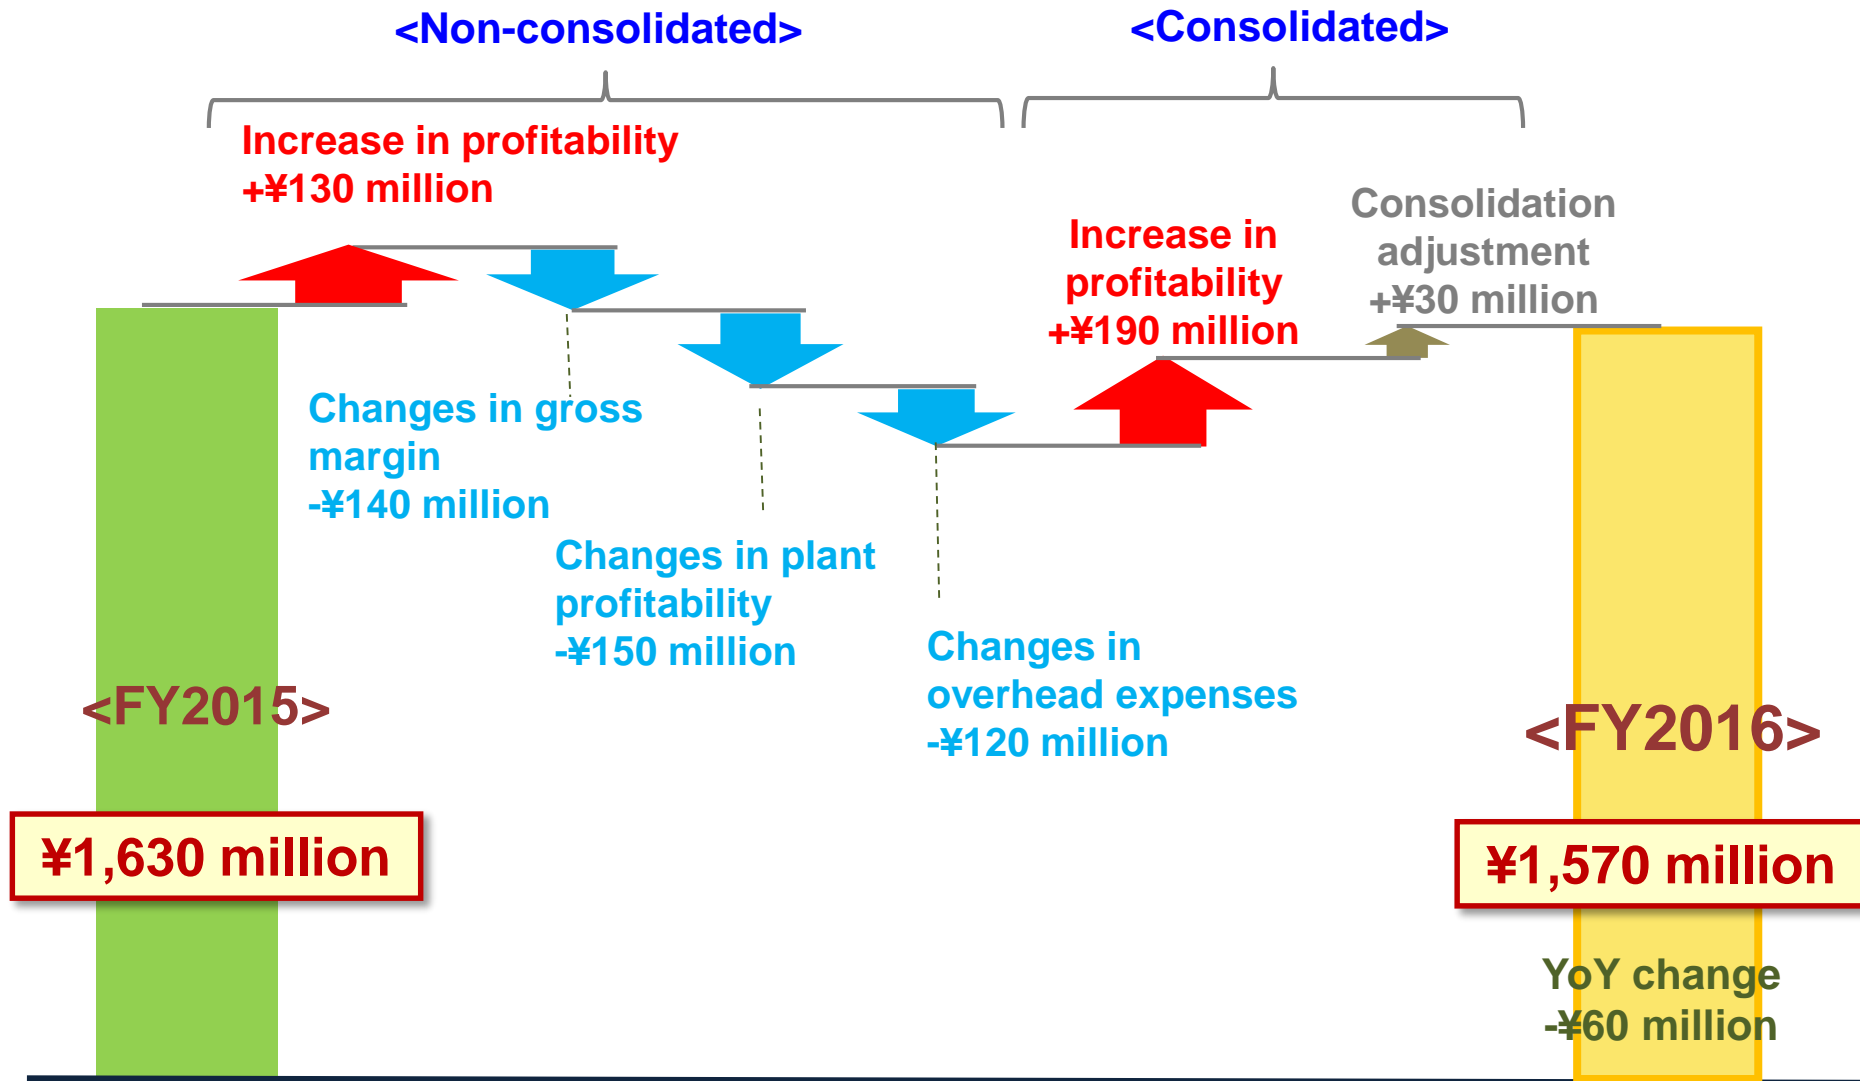 <Non-consolidated>
<Consolidated>
Increase in profitability
+¥130 million
Changes in gross
margin
-¥140 million
Changes in plant
profitability
-¥150 million
Changes in
overhead expenses
-¥120 million
Increase in
profitability
+¥190 million
Consolidation
adjustment
+¥30 million
<FY2015>
¥1,630 million
<FY2016>
¥1,570 million
YoY change
-¥60 million